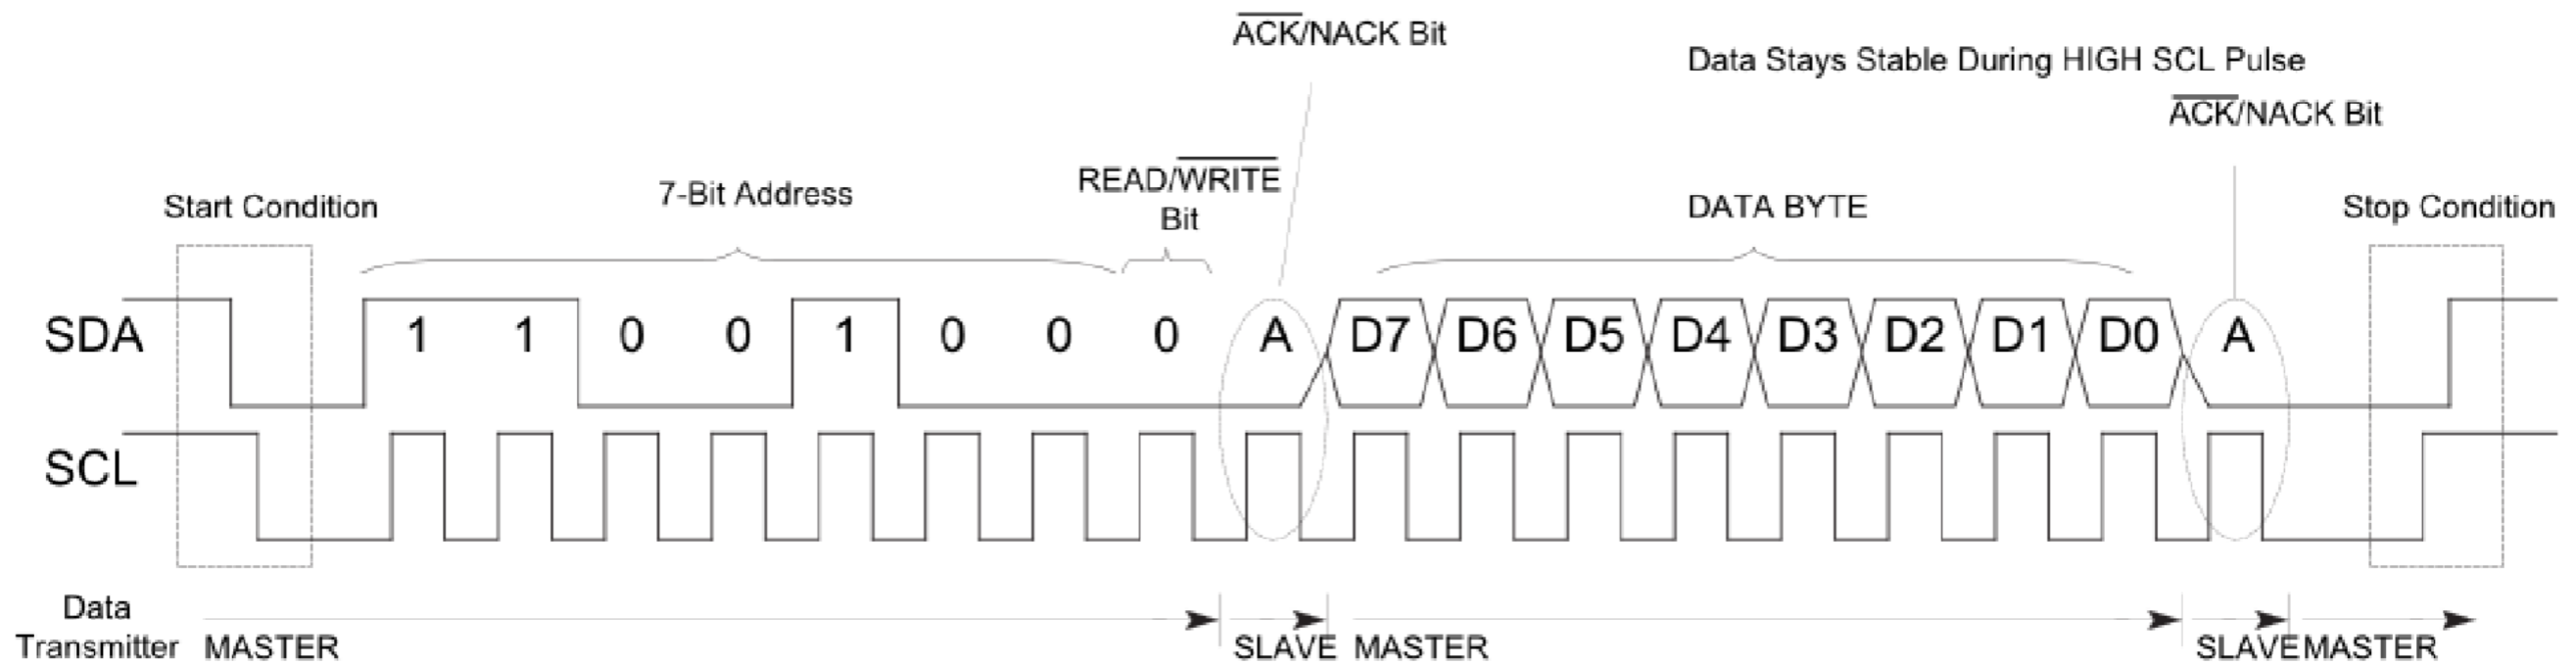 ACK/NACK Bit
Data Stays Stable During HIGH SCL Pulse
ACK/NACK Bit
READ/WRITE
Bit
7-Bit Address
Start Condition
DATA BYTE
Stop Condition
SDA 1 1 0 0 1 0 0 0 A D7 D6 D5 D4 D3 D2 D1 D0 A
SCL
Data
Transmitter MASTER SLAVE MASTER SLAVE MASTER